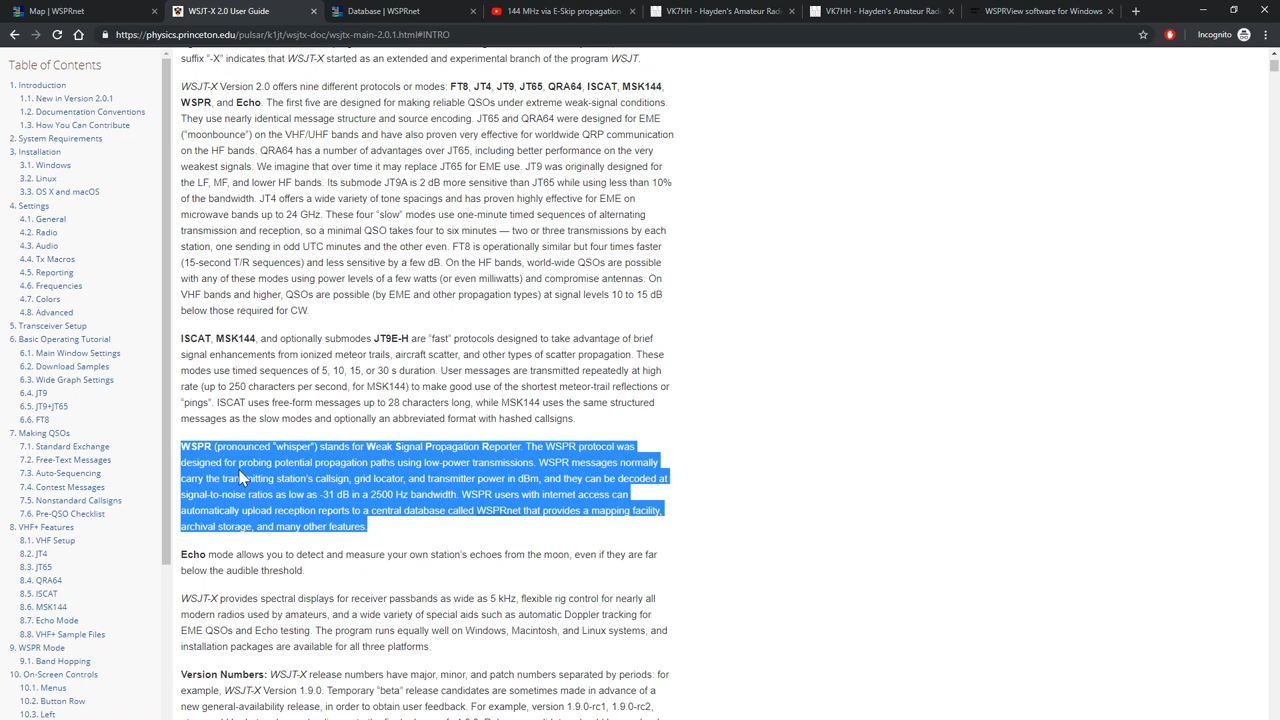 Map | WSPRnet
WSJT-X 2.0 User Guide
Database | WSPRnet
144 MHz via E-Skip propagation
VK7HH - Hayden's Amateur Rad
VK7HH - Hayden's Amateur Rad
WSPRView software for Windows
https://physics.princeton.edu/pulsar/k1jt/wsjtx-doc/wsjtx-main-2.0.1.html#INTRO
Incognito
Table of Contents
1. Introduction
1.1. New in Version 2.0.1
1.2. Documentation Conventions
1.3. How You Can Contribute
2. System Requirements
3. Installation
3.1. Windows
3.2. Linux
3.3. OS X and macOS
4. Settings
4.1. General
4.2. Radio
4.3. Audio
4.4. Tx Macros
4.5. Reporting
4.6. Frequencies
4.7. Colors
4.8. Advanced
5. Transceiver Setup
6. Basic Operating Tutorial
6.1. Main Window Settings
6.2. Download Samples
6.3. Wide Graph Settings
6.4. JT9
6.5. JT9+JT65
6.6. FT8
7. Making QSOs
7.1. Standard Exchange
7.2. Free-Text Messages
7.3. Auto-Sequencing
7.4. Contest Messages
7.5. Nonstandard Callsigns
7.6. Pre-QSO Checklist
8. VHF+ Features
8.1. VHF Setup
8.2. JT4
8.3. JT65
8.4. QRA64
8.5. ISCAT
8.6. MSK144
8.7. Echo Mode
8.8. VHF+ Sample Files
9. WSPR Mode
9.1. Band Hopping
10. On-Screen Controls
10.1. Menus
10.2. Button Row
10.3. Left
suffix “-X” indicates that WSJT-X started as an extended and experimental branch of the program WSJT.
WSJT-X Version 2.0 offers nine different protocols or modes: FT8, JT4, JT9, JT65, QRA64, ISCAT, MSK144,
WSPR, and Echo. The first five are designed for making reliable QSOs under extreme weak-signal conditions.
They use nearly identical message structure and source encoding. JT65 and QRA64 were designed for EME
(“moonbounce”) on the VHF/UHF bands and have also proven very effective for worldwide QRP communication
on the HF bands. QRA64 has a number of advantages over JT65, including better performance on the very
weakest signals. We imagine that over time it may replace JT65 for EME use. JT9 was originally designed for
the LF, MF, and lower HF bands. Its submode JT9A is 2 dB more sensitive than JT65 while using less than 10%
of the bandwidth. JT4 offers a wide variety of tone spacings and has proven highly effective for EME on
microwave bands up to 24 GHz. These four “slow” modes use one-minute timed sequences of alternating
transmission and reception, so a minimal QSO takes four to six minutes — two or three transmissions by each
station, one sending in odd UTC minutes and the other even. FT8 is operationally similar but four times faster
(15-second T/R sequences) and less sensitive by a few dB. On the HF bands, world-wide QSOs are possible
with any of these modes using power levels of a few watts (or even milliwatts) and compromise antennas. On
VHF bands and higher, QSOs are possible (by EME and other propagation types) at signal levels 10 to 15 dB
below those required for CW.
ISCAT, MSK144, and optionally submodes JT9E-H are “fast” protocols designed to take advantage of brief
signal enhancements from ionized meteor trails, aircraft scatter, and other types of scatter propagation. These
modes use timed sequences of 5, 10, 15, or 30 s duration. User messages are transmitted repeatedly at high
rate (up to 250 characters per second, for MSK144) to make good use of the shortest meteor-trail reflections or
“pings”. ISCAT uses free-form messages up to 28 characters long, while MSK144 uses the same structured
messages as the slow modes and optionally an abbreviated format with hashed callsigns.
WSPR (pronounced “whisper”) stands for Weak Signal Propagation Reporter. The WSPR protocol was
designed for probing potential propagation paths using low-power transmissions. WSPR messages normally
carry the transmitting station’s callsign, grid locator, and transmitter power in dBm, and they can be decoded at
signal-to-noise ratios as low as -31 dB in a 2500 Hz bandwidth. WSPR users with internet access can
automatically upload reception reports to a central database called WSPRnet that provides a mapping facility,
archival storage, and many other features.
Echo mode allows you to detect and measure your own station’s echoes from the moon, even if they are far
below the audible threshold.
WSJT-X provides spectral displays for receiver passbands as wide as 5 kHz, flexible rig control for nearly all
modern radios used by amateurs, and a wide variety of special aids such as automatic Doppler tracking for
EME QSOs and Echo testing. The program runs equally well on Windows, Macintosh, and Linux systems, and
installation packages are available for all three platforms.
Version Numbers: WSJT-X release numbers have major, minor, and patch numbers separated by periods: for
example, WSJT-X Version 1.9.0. Temporary “beta” release candidates are sometimes made in advance of a
new general-availability release, in order to obtain user feedback. For example, version 1.9.0-rc1, 1.9.0-rc2,